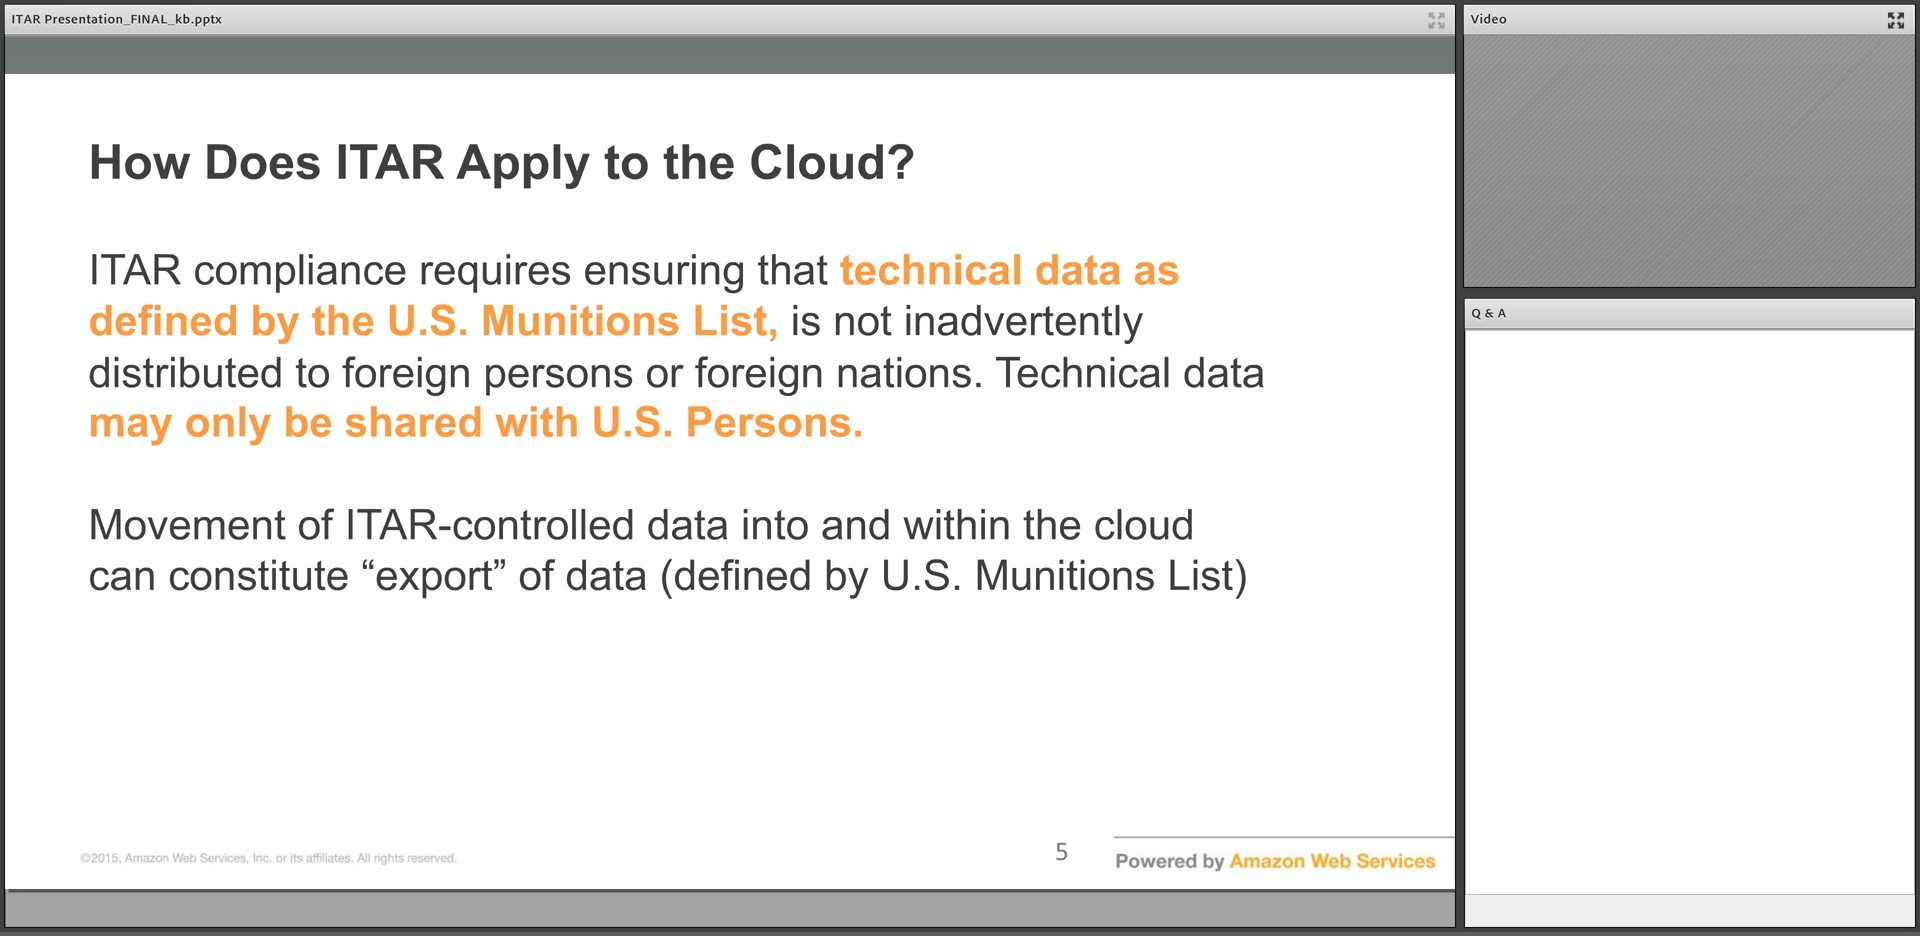 ITAR Presentation_FINAL_kb.pptx
How Does ITAR Apply to the Cloud?
ITAR compliance requires ensuring that technical data as
defined by the U.S. Munitions List, is not inadvertently
distributed to foreign persons or foreign nations. Technical data
may only be shared with U.S. Persons.
Movement of ITAR-controlled data into and within the cloud
can constitute “export” of data (defined by U.S. Munitions List)
©2015, Amazon Web Services, Inc. or its affiliates. All rights reserved.
5
Powered by Amazon Web Services
Video
Q & A